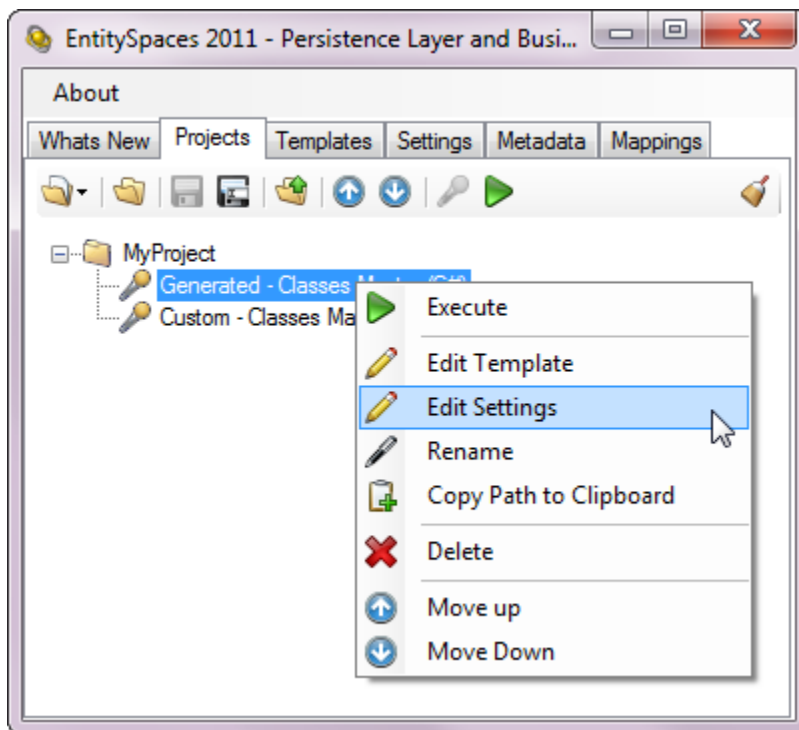 EntitySpaces 2011 - Persistence Layer and Busi...
About
Whats New Projects Templates Settings Metadata Mappings
MyProject
Generated - Classes
Custom - Classes Ma
Execute
Edit Template
Edit Settings
Rename
Copy Path to Clipboard
Delete
Move up
Move Down